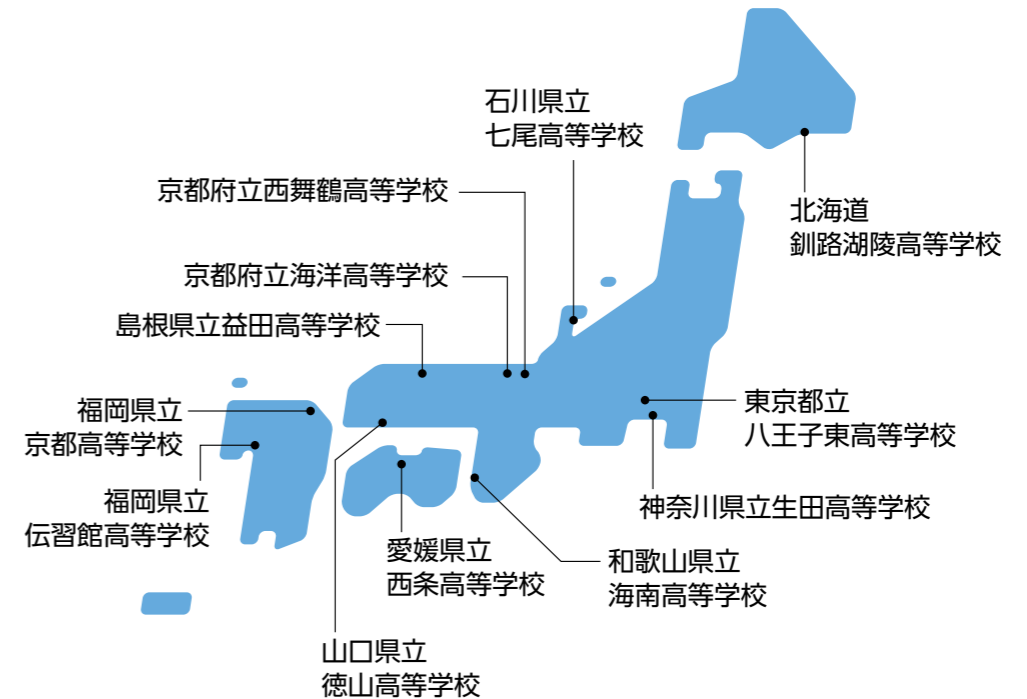 石川県立
七尾高等学校
京都府立西舞鶴高等学校
北海道
釧路湖陵高等学校
京都府立海洋高等学校
島根県立益田高等学校
福岡県立
京都高等学校
東京都立
八王子東高等学校
福岡県立
伝習館高等学校
神奈川県立生田高等学校
愛媛県立
西条高等学校
和歌山県立
海南高等学校
山口県立
徳山高等学校